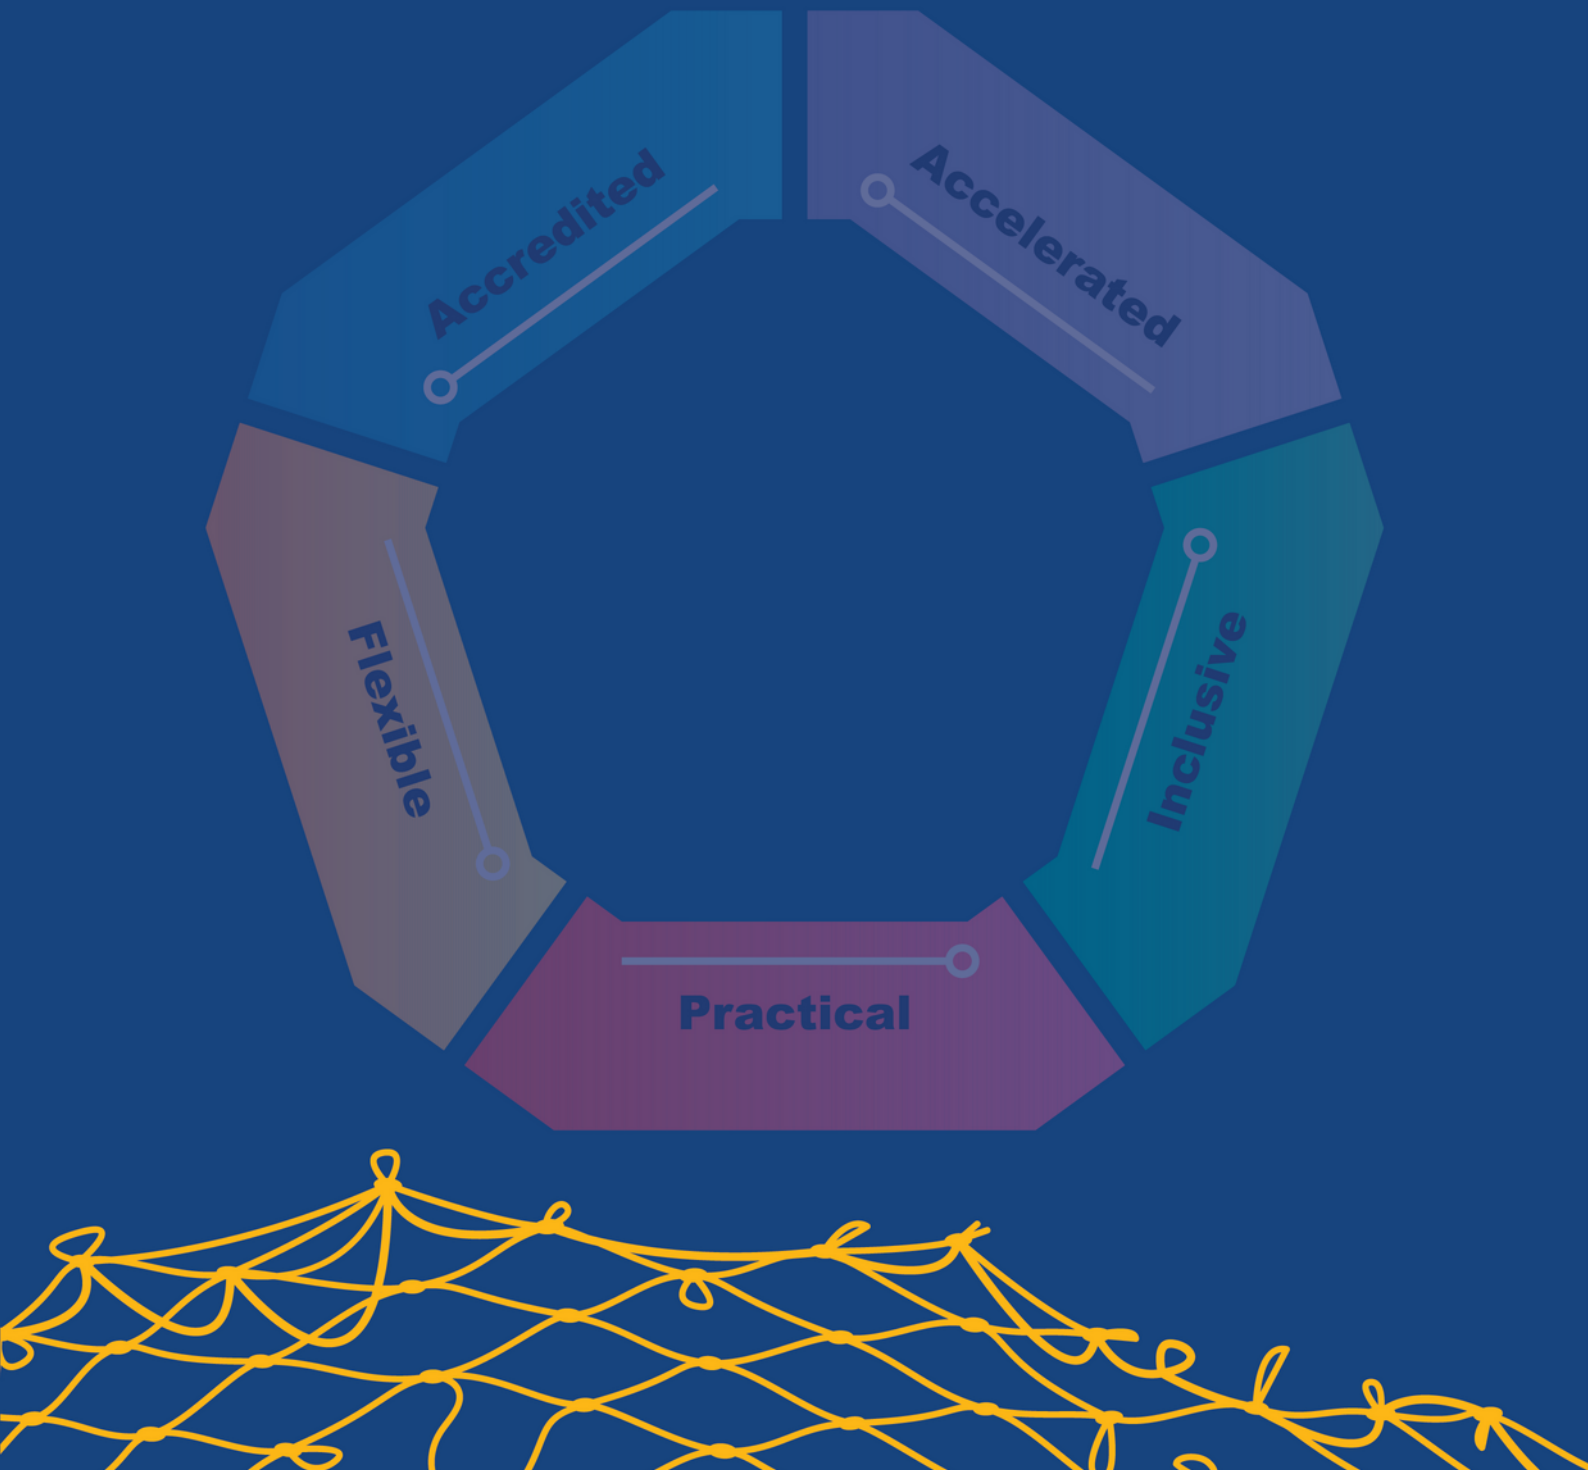 Accredited
Accelerated
Flexible
Inclusive
Practical